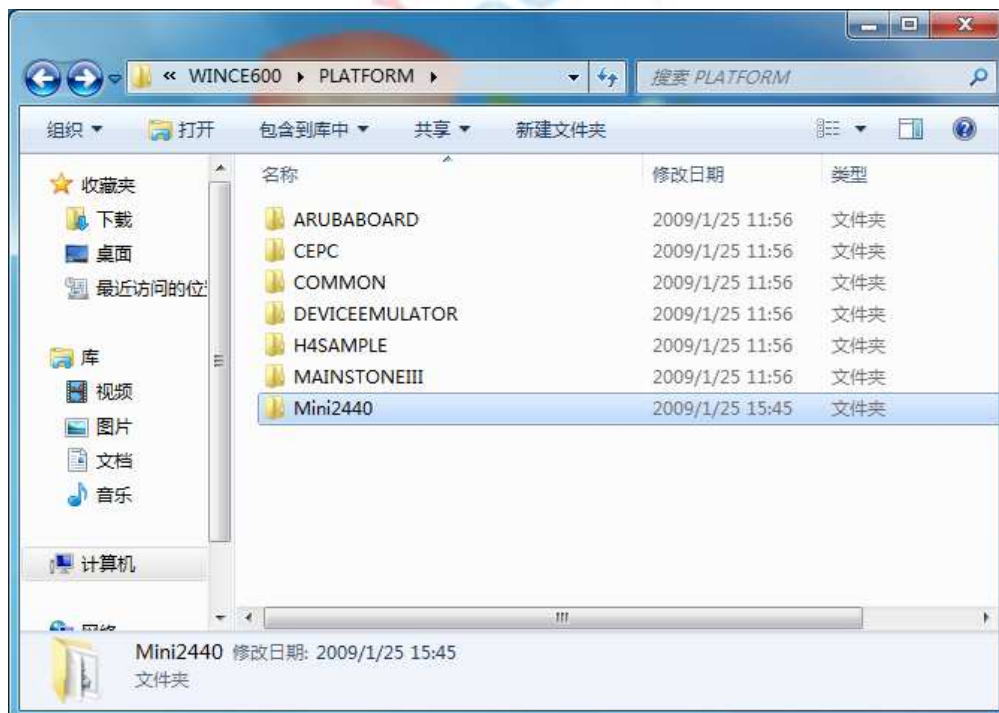 « WINCE600 ▸ PLATFORM ▸
搜索 PLATFORM
组织 打开 包含到库中 共享 新建文件夹
收藏夹
下载
桌面
最近访问的位
库
视频
图片
文档
音乐
计算机
网络
名称 修改日期 类型
ARUBABOARD 2009/1/25 11:56 文件夹
CEPC 2009/1/25 11:56 文件夹
COMMON 2009/1/25 11:56 文件夹
DEVICEEMULATOR 2009/1/25 11:56 文件夹
H4SAMPLE 2009/1/25 11:56 文件夹
MAINSTONEIII 2009/1/25 11:56 文件夹
Mini2440 2009/1/25 15:45 文件夹
Mini2440 修改日期: 2009/1/25 15:45
文件夹